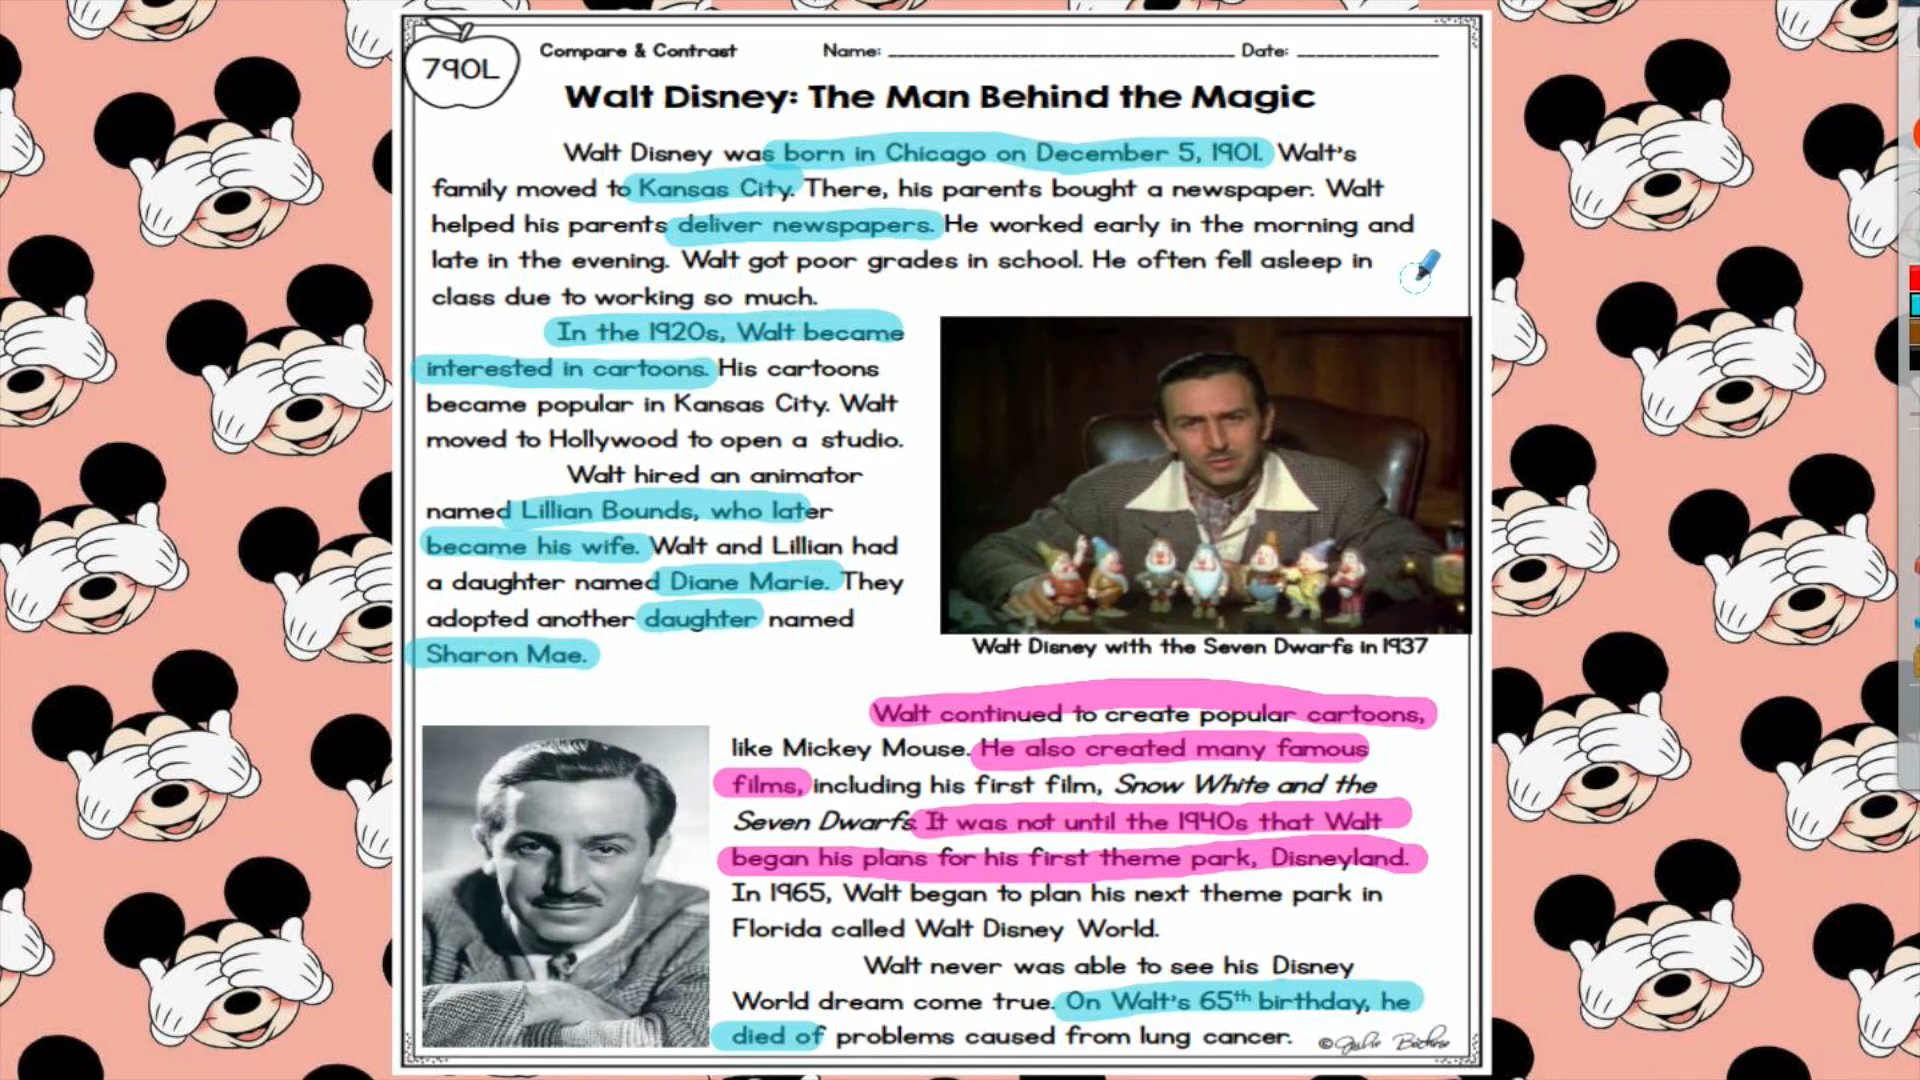 790L
Compare & Contrast Name: Date:
Walt Disney: The Man Behind the Magic
Walt Disney was born in Chicago on December 5, 1901. Walt's
family moved to Kansas City. There, his parents bought a newspaper. Walt
helped his parents deliver newspapers. He worked early in the morning and
late in the evening. Walt got poor grades in school. He often fell asleep in
class due to working so much.
In the 1920s, Walt became
interested in cartoons. His cartoons
became popular in Kansas City. Walt
moved to Hollywood to open a studio.
Walt hired an animator
named Lillian Bounds, who later
became his wife. Walt and Lillian had
a daughter named Diane Marie. They
adopted another daughter named
Sharon Mae.
Walt Disney with the Seven Dwarfs in 1937
Walt continued to create popular cartoons,
like Mickey Mouse. He also created many famous
films, including his first film, Snow White and the
Seven Dwarfs. It was not until the 1940s that Walt
began his plans for his first theme park, Disneyland.
In 1965, Walt began to plan his next theme park in
Florida called Walt Disney World.
Walt never was able to see his Disney
World dream come true. On Walt's 65th birthday, he
died of problems caused from lung cancer.
©